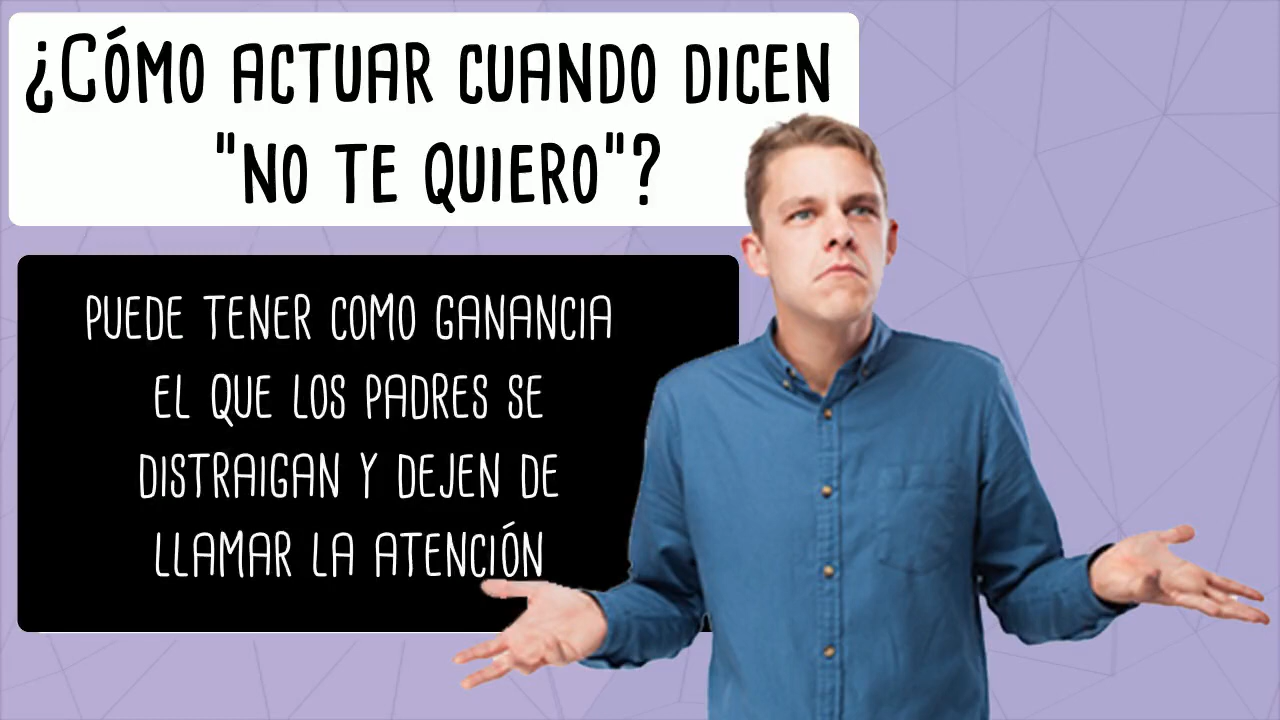 ¿CÓMO ACTUAR CUANDO DICEN
"NO TE QUIERO"?
PUEDE TENER COMO GANANCIA
EL QUE LOS PADRES SE
DISTRAIGAN Y DEJEN DE
LLAMAR LA ATENCIÓN